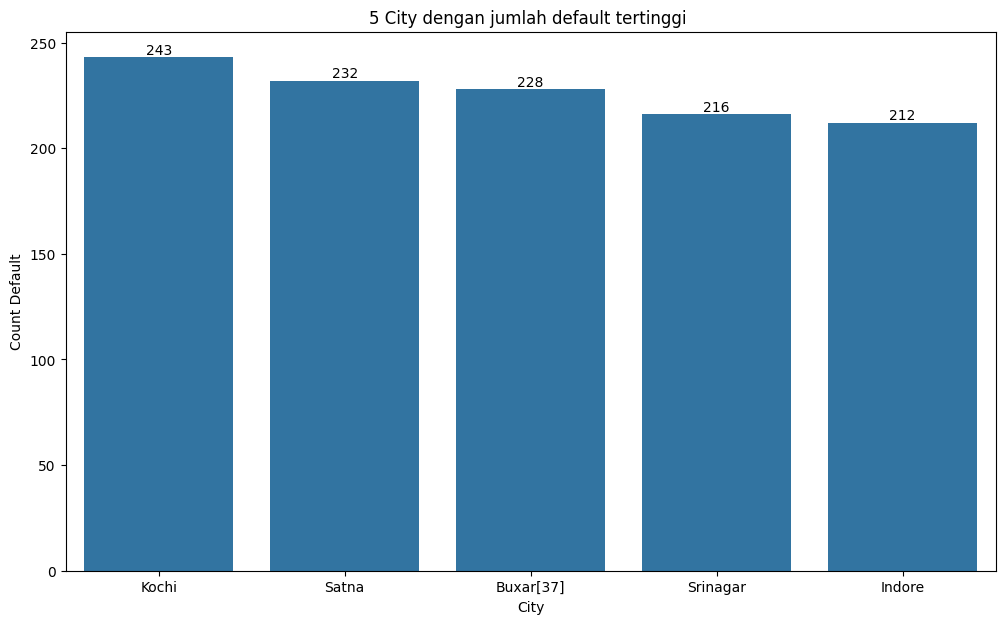 5 City dengan jumlah default tertinggi
Count Default
250
200
150
100
50
0
243
232
228
216
212
Kochi
Satna
Buxar[37]
Srinagar
Indore
City